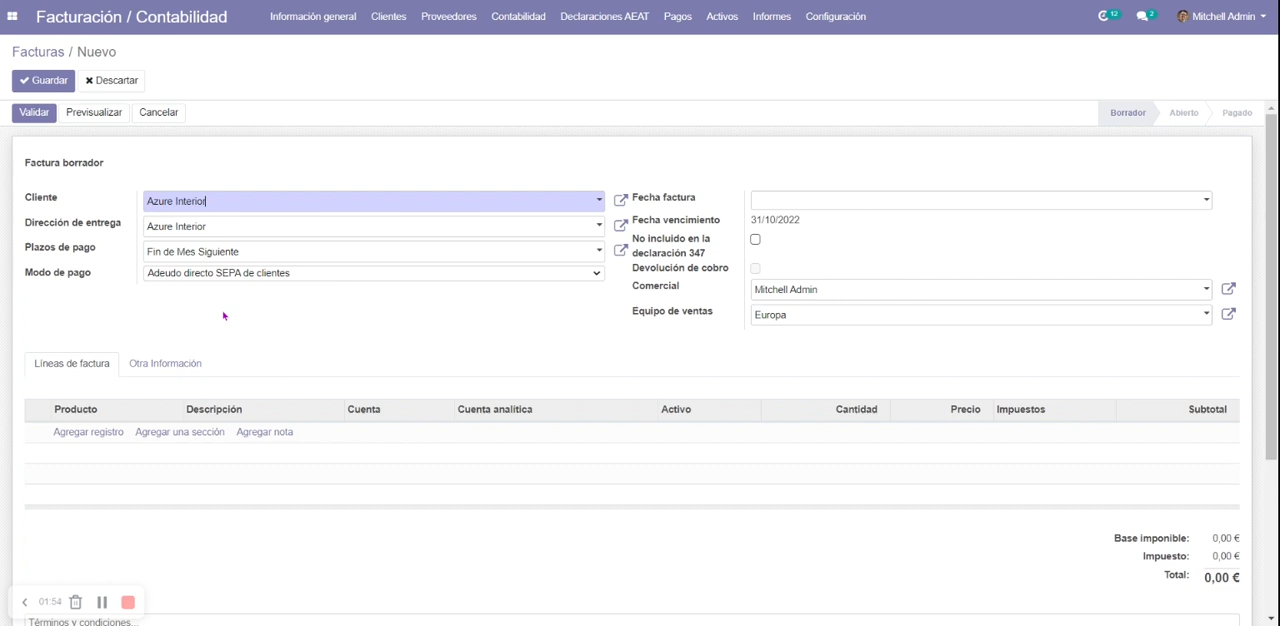 Facturación / Contabilidad
Información general Clientes Proveedores Contabilidad Declaraciones AEAT Pagos Activos Informes Configuración
12 2 Mitchell Admin
Facturas / Nuevo
Guardar Descartar
Validar Previsualizar Cancelar
Borrador Abierto Pagado
Factura borrador
Cliente Azure Interior
Dirección de entrega Azure Interior
Plazos de pago Fin de Mes Siguiente
Modo de pago Adeudo directo SEPA de clientes
Fecha factura
Fecha vencimiento 31/10/2022
No incluido en la
declaración 347
Devolución de cobro
Comercial Mitchell Admin
Equipo de ventas Europa
Líneas de factura Otra Información
Producto Descripción Cuenta Cuenta analítica Activo Cantidad Precio Impuestos Subtotal
Agregar registro Agregar una sección Agregar nota
Base imponible: 0,00 €
Impuesto: 0,00 €
Total: 0,00 €
01:54
Términos y condiciones...